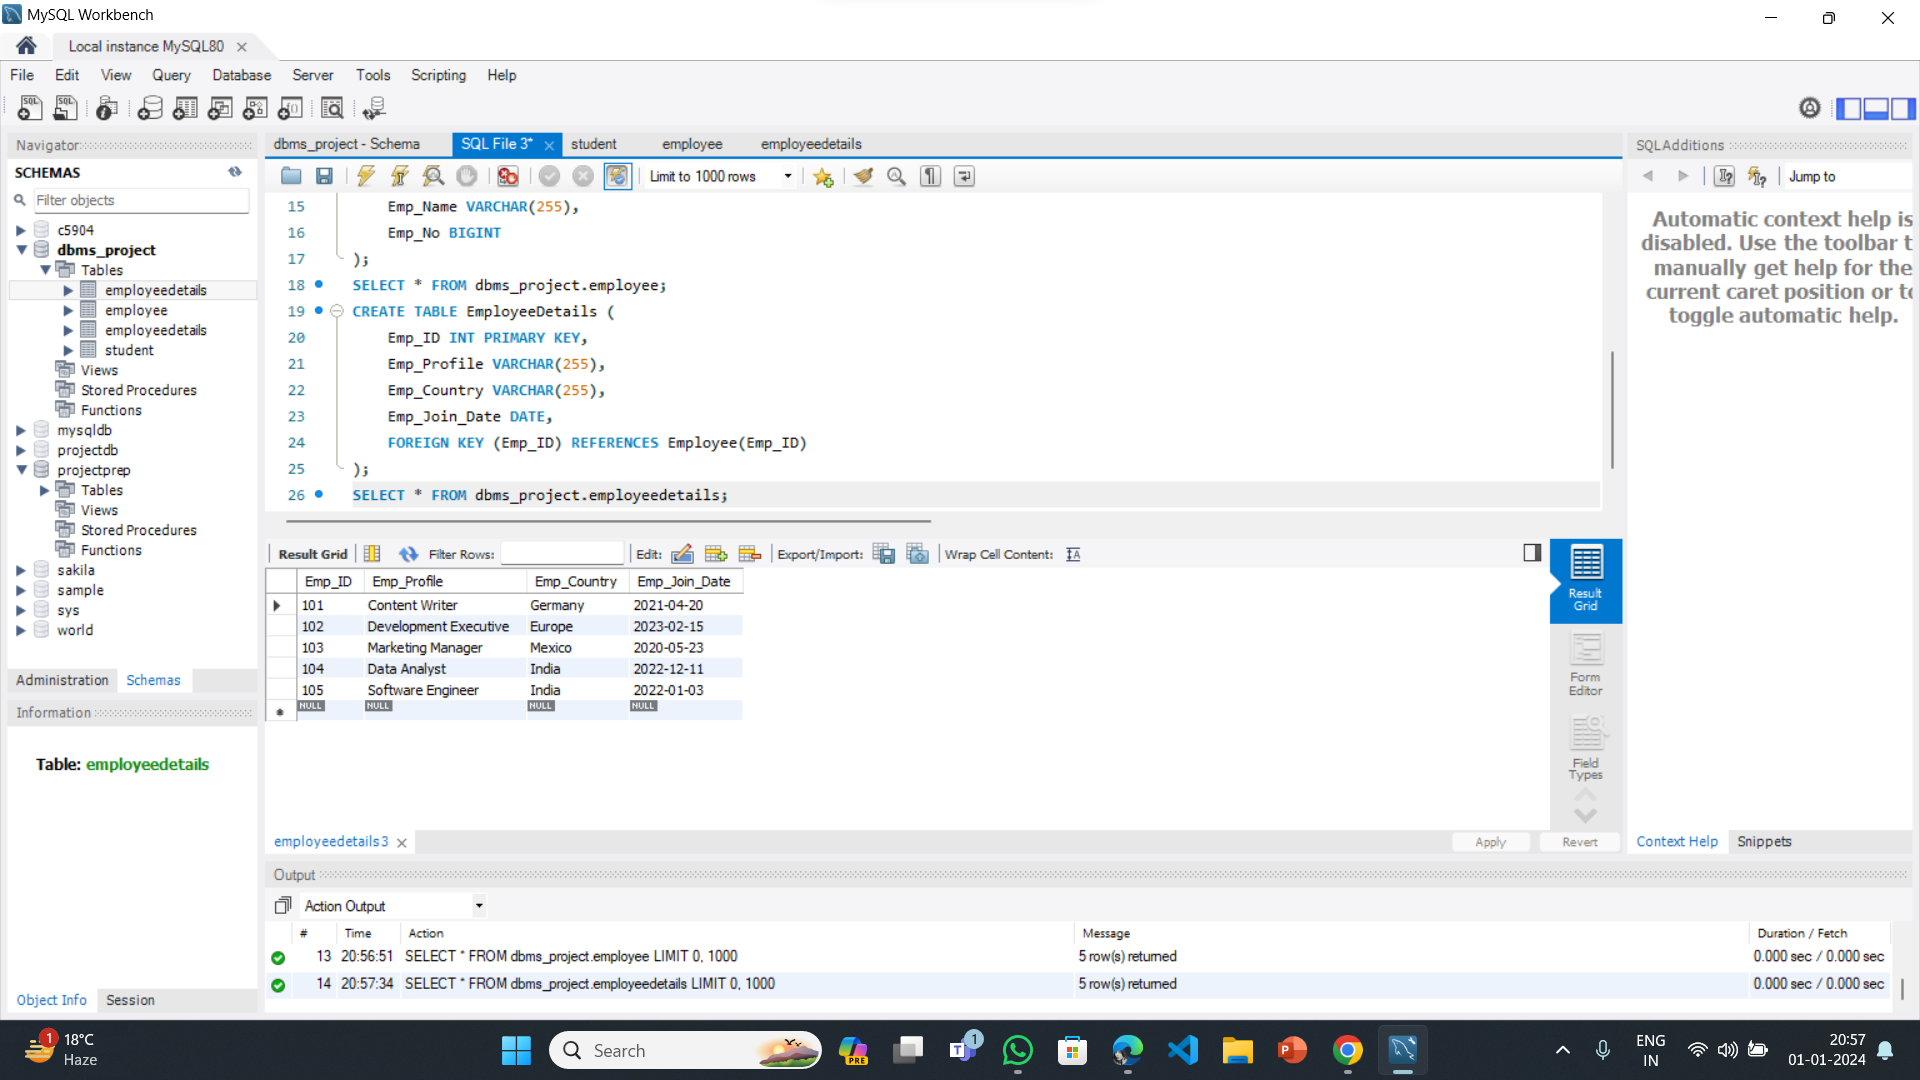 MySQL Workbench
Local instance MySQL80
File Edit View Query Database Server Tools Scripting Help
Navigator
SCHEMAS
Filter objects
c5904
dbms_project
Tables
employeedetails
employee
employeedetails
student
Views
Stored Procedures
Functions
mysqldb
projectdb
projectprep
Tables
Views
Stored Procedures
Functions
sakila
sample
sys
world
Administration Schemas
Information
Table: employeedetails
Object Info Session
dbms_project - Schema SQL File 3* student employee employeedetails
Limit to 1000 rows
15 Emp_Name VARCHAR(255),
16 Emp_No BIGINT
17 );
18 SELECT * FROM dbms_project.employee;
19 CREATE TABLE EmployeeDetails (
20 Emp_ID INT PRIMARY KEY,
21 Emp_Profile VARCHAR(255),
22 Emp_Country VARCHAR(255),
23 Emp_Join_Date DATE,
24 FOREIGN KEY (Emp_ID) REFERENCES Employee(Emp_ID)
25 );
26 SELECT * FROM dbms_project.employeedetails;
Result Grid Filter Rows: Edit: Export/Import: Wrap Cell Content:
Emp_ID Emp_Profile Emp_Country Emp_Join_Date
101 Content Writer Germany 2021-04-20
102 Development Executive Europe 2023-02-15
103 Marketing Manager Mexico 2020-05-23
104 Data Analyst India 2022-12-11
105 Software Engineer India 2022-01-03
NULL NULL NULL NULL
Result
Grid
Form
Editor
Field
Types
employeedetails3
Apply Revert
SQLAdditions
Jump to
Automatic context help is
disabled. Use the toolbar t
manually get help for the
current caret position or to
toggle automatic help.
Context Help Snippets
Output
Action Output
# Time Action Message Duration / Fetch
13 20:56:51 SELECT * FROM dbms_project.employee LIMIT 0, 1000 5 row(s) returned 0.000 sec / 0.000 sec
14 20:57:34 SELECT * FROM dbms_project.employeedetails LIMIT 0, 1000 5 row(s) returned 0.000 sec / 0.000 sec
1
18°C
Haze
Search
PRE
1
ENG
IN
20:57
01-01-2024